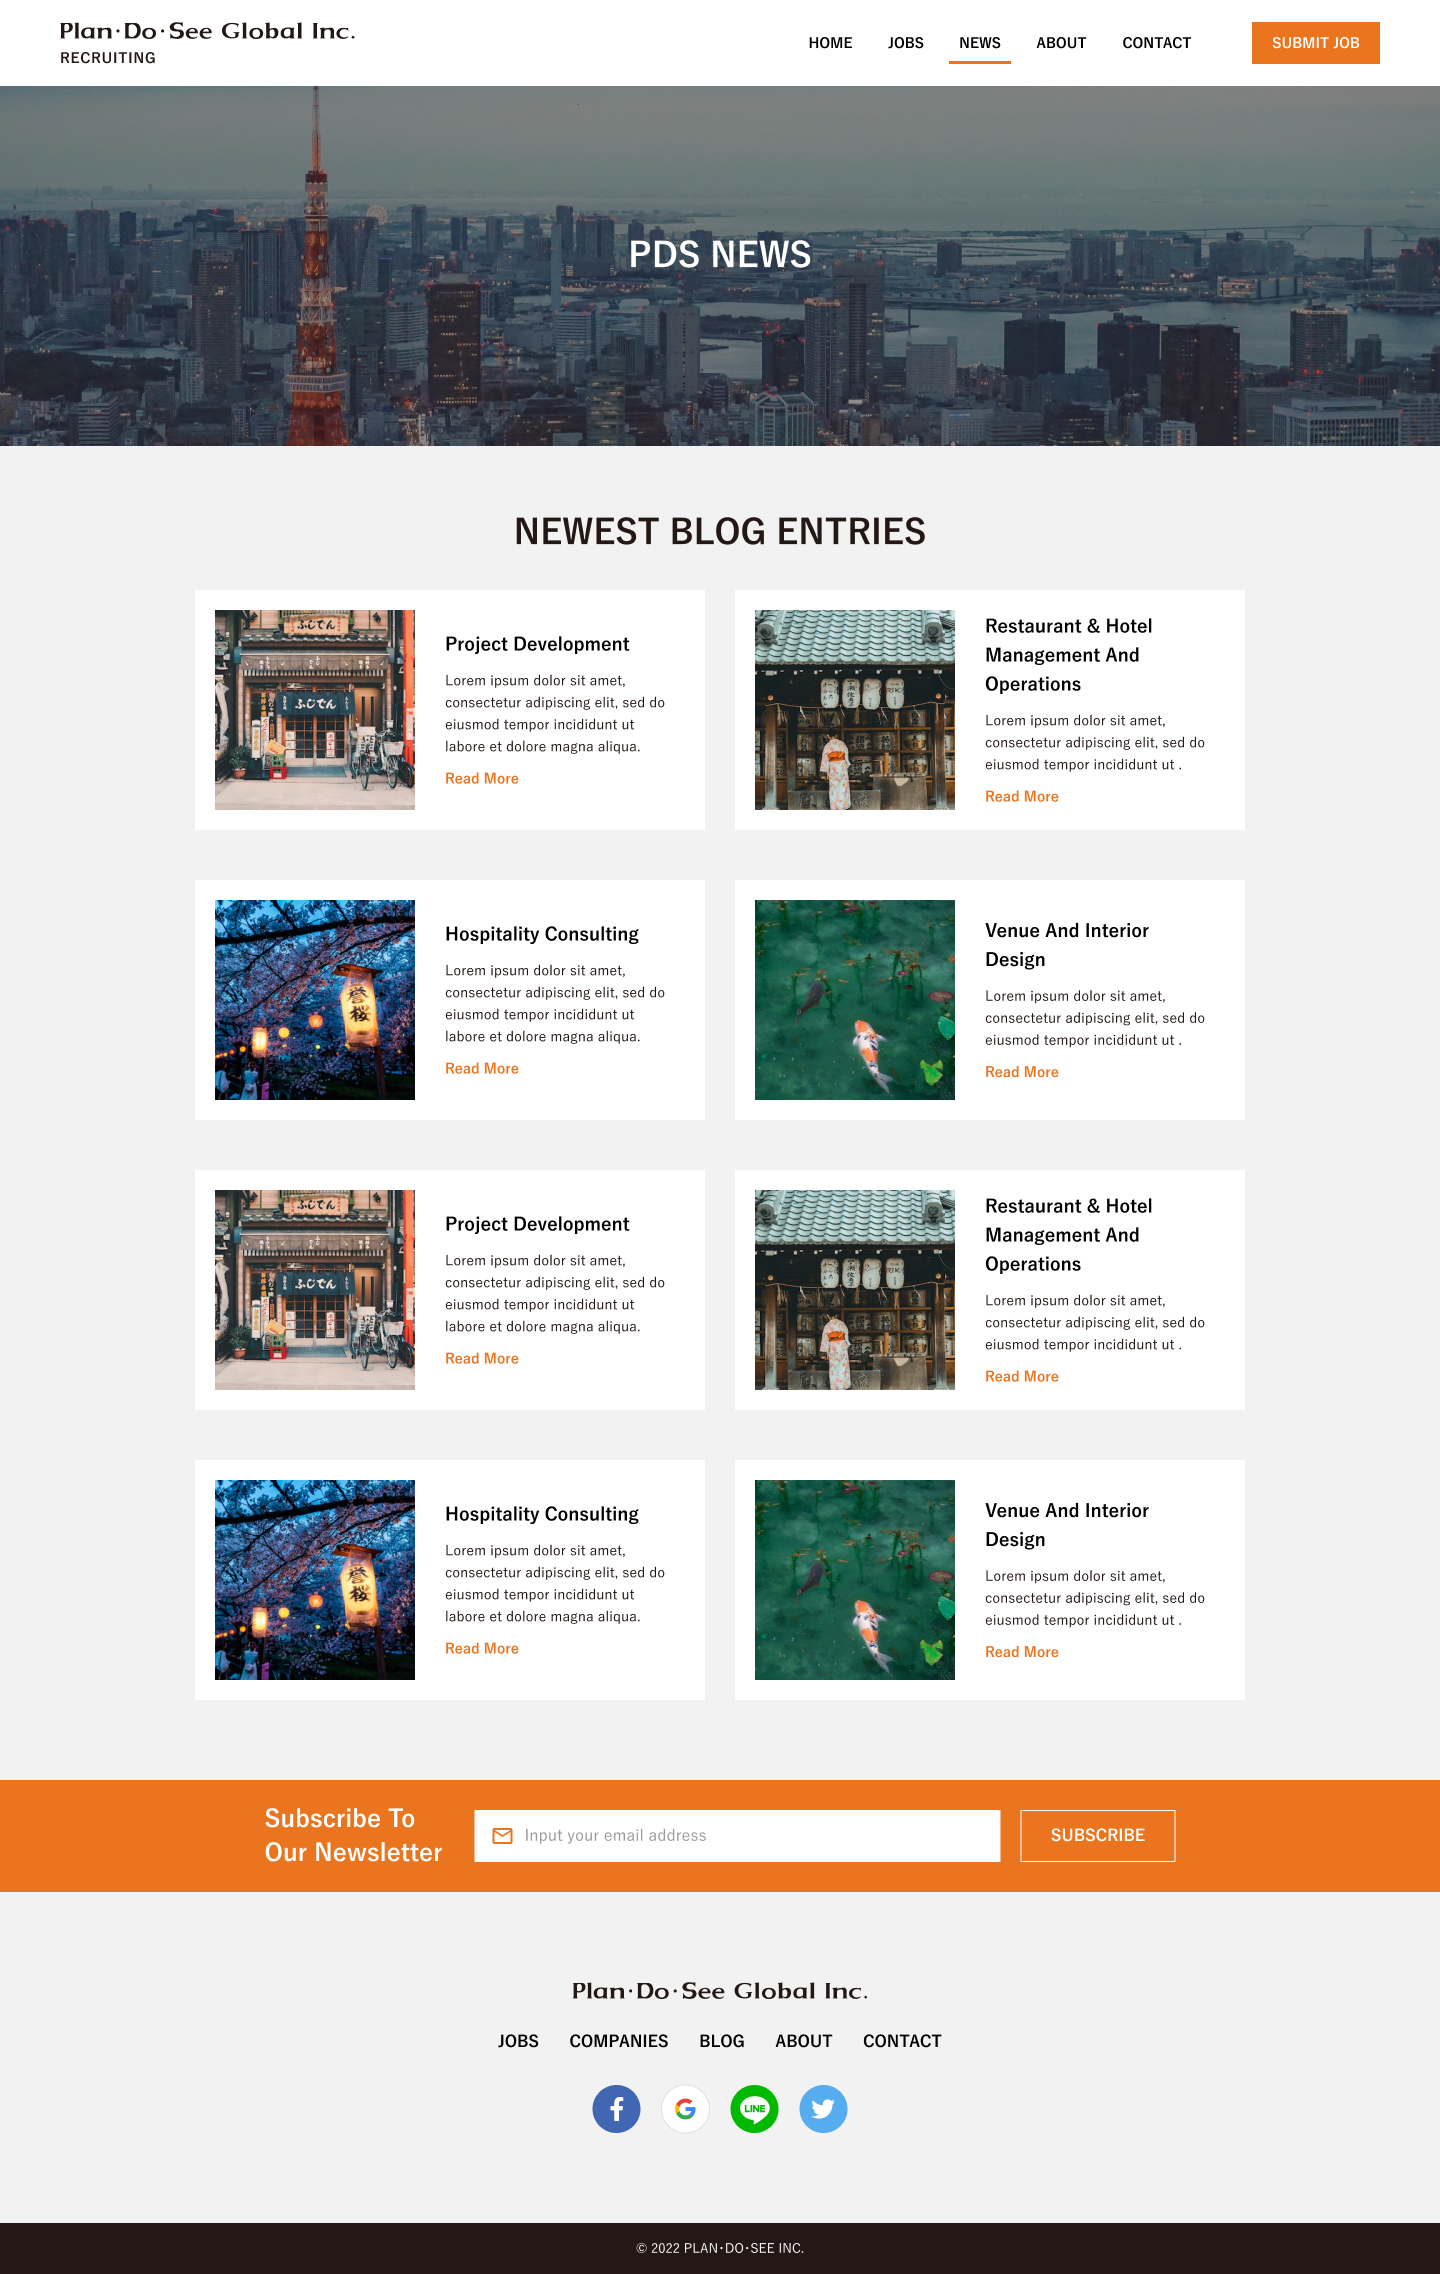 Plan·Do·See Global Inc.
RECRUITING
HOME JOBS NEWS ABOUT CONTACT SUBMIT JOB
PDS NEWS
NEWEST BLOG ENTRIES
ふじでん
ふじでん
Project Development
Lorem ipsum dolor sit amet,
consectetur adipiscing elit, sed do
eiusmod tempor incididunt ut
labore et dolore magna aliqua.
Read More
Restaurant & Hotel
Management And
Operations
Lorem ipsum dolor sit amet,
consectetur adipiscing elit, sed do
eiusmod tempor incididunt ut .
Read More
誉桜
Hospitality Consulting
Lorem ipsum dolor sit amet,
consectetur adipiscing elit, sed do
eiusmod tempor incididunt ut
labore et dolore magna aliqua.
Read More
Venue And Interior
Design
Lorem ipsum dolor sit amet,
consectetur adipiscing elit, sed do
eiusmod tempor incididunt ut .
Read More
ふじでん
ふじでん
Project Development
Lorem ipsum dolor sit amet,
consectetur adipiscing elit, sed do
eiusmod tempor incididunt ut
labore et dolore magna aliqua.
Read More
Restaurant & Hotel
Management And
Operations
Lorem ipsum dolor sit amet,
consectetur adipiscing elit, sed do
eiusmod tempor incididunt ut .
Read More
誉桜
Hospitality Consulting
Lorem ipsum dolor sit amet,
consectetur adipiscing elit, sed do
eiusmod tempor incididunt ut
labore et dolore magna aliqua.
Read More
Venue And Interior
Design
Lorem ipsum dolor sit amet,
consectetur adipiscing elit, sed do
eiusmod tempor incididunt ut .
Read More
Subscribe To
Our Newsletter
Input your email address
SUBSCRIBE
Plan·Do·See Global Inc.
JOBS COMPANIES BLOG ABOUT CONTACT
LINE
© 2022 PLAN·DO·SEE INC.